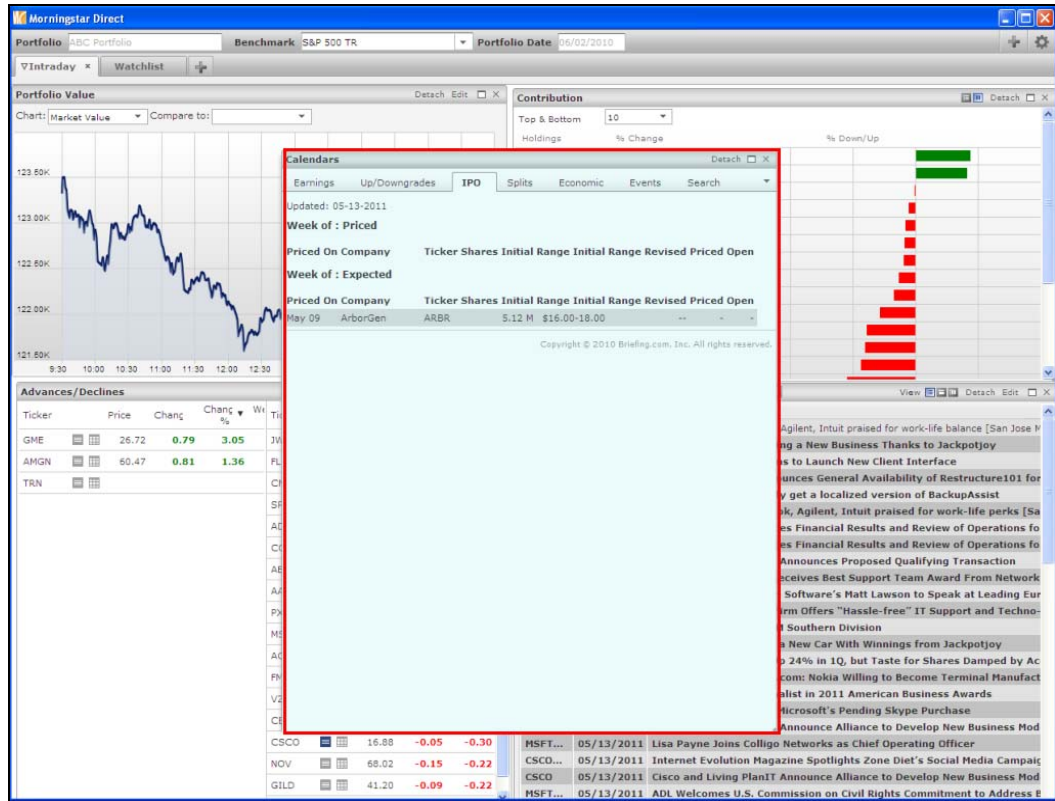 Morningstar Direct
Portfolio ABC Portfolio Benchmark S&P 500 TR Portfolio Date 06/02/2010
∇Intraday × Watchlist
Portfolio Value Detach Edit
Chart: Market Value Compare to:
123.50K
123.00K
122.50K
122.00K
121.50K
9:30 10:00 10:30 11:00 11:30 12:00 12:30
Contribution Detach
Top & Bottom 10
Holdings % Change % Down/Up
Calendars Detach
Earnings Up/Downgrades IPO Splits Economic Events Search
Updated: 05-13-2011
Week of : Priced
Priced On Company Ticker Shares Initial Range Initial Range Revised Priced Open
Week of : Expected
Priced On Company Ticker Shares Initial Range Initial Range Revised Priced Open
May 09 ArborGen ARBR 5.12 M $16.00-18.00 -- - -
Copyright © 2010 Briefing.com. Inc. All rights reserved.
Advances/Declines
Ticker Price Chang Chang %
GME 26.72 0.79 3.05
AMGN 60.47 0.81 1.36
TRN
CSCO 16.88 -0.05 -0.30
NOV 68.02 -0.15 -0.22
GILD 41.20 -0.09 -0.22
View Detach Edit
Agilent, Intuit praised for work-life balance [San Jose
a New Business Thanks to Jackpotjoy
to Launch New Client Interface
General Availability of Restructure101 for
get a localized version of BackupAssist
Agilent, Intuit praised for work-life perks
Financial Results and Review of Operations
Financial Results and Review of Operations
Announces Proposed Qualifying Transaction
Best Support Team Award From Network
Software's Matt Lawson to Speak at Leading
Offers "Hassle-free" IT Support and Techno-
Southern Division
a New Car With Winnings from Jackpotjoy
24% in 1Q, but Taste for Shares Damped by
Nokia Willing to Become Terminal
in 2011 American Business Awards
Microsoft's Pending Skype Purchase
Announce Alliance to Develop New Business
MSFT... 05/13/2011 Lisa Payne Joins Colligo Networks as Chief Operating Officer
CSCO... 05/13/2011 Internet Evolution Magazine Spotlights Zone Diet's Social Media
CSCO 05/13/2011 Cisco and Living PlanIT Announce Alliance to Develop New Business
MSFT... 05/13/2011 ADL Welcomes U.S. Commission on Civil Rights Commitment to Address